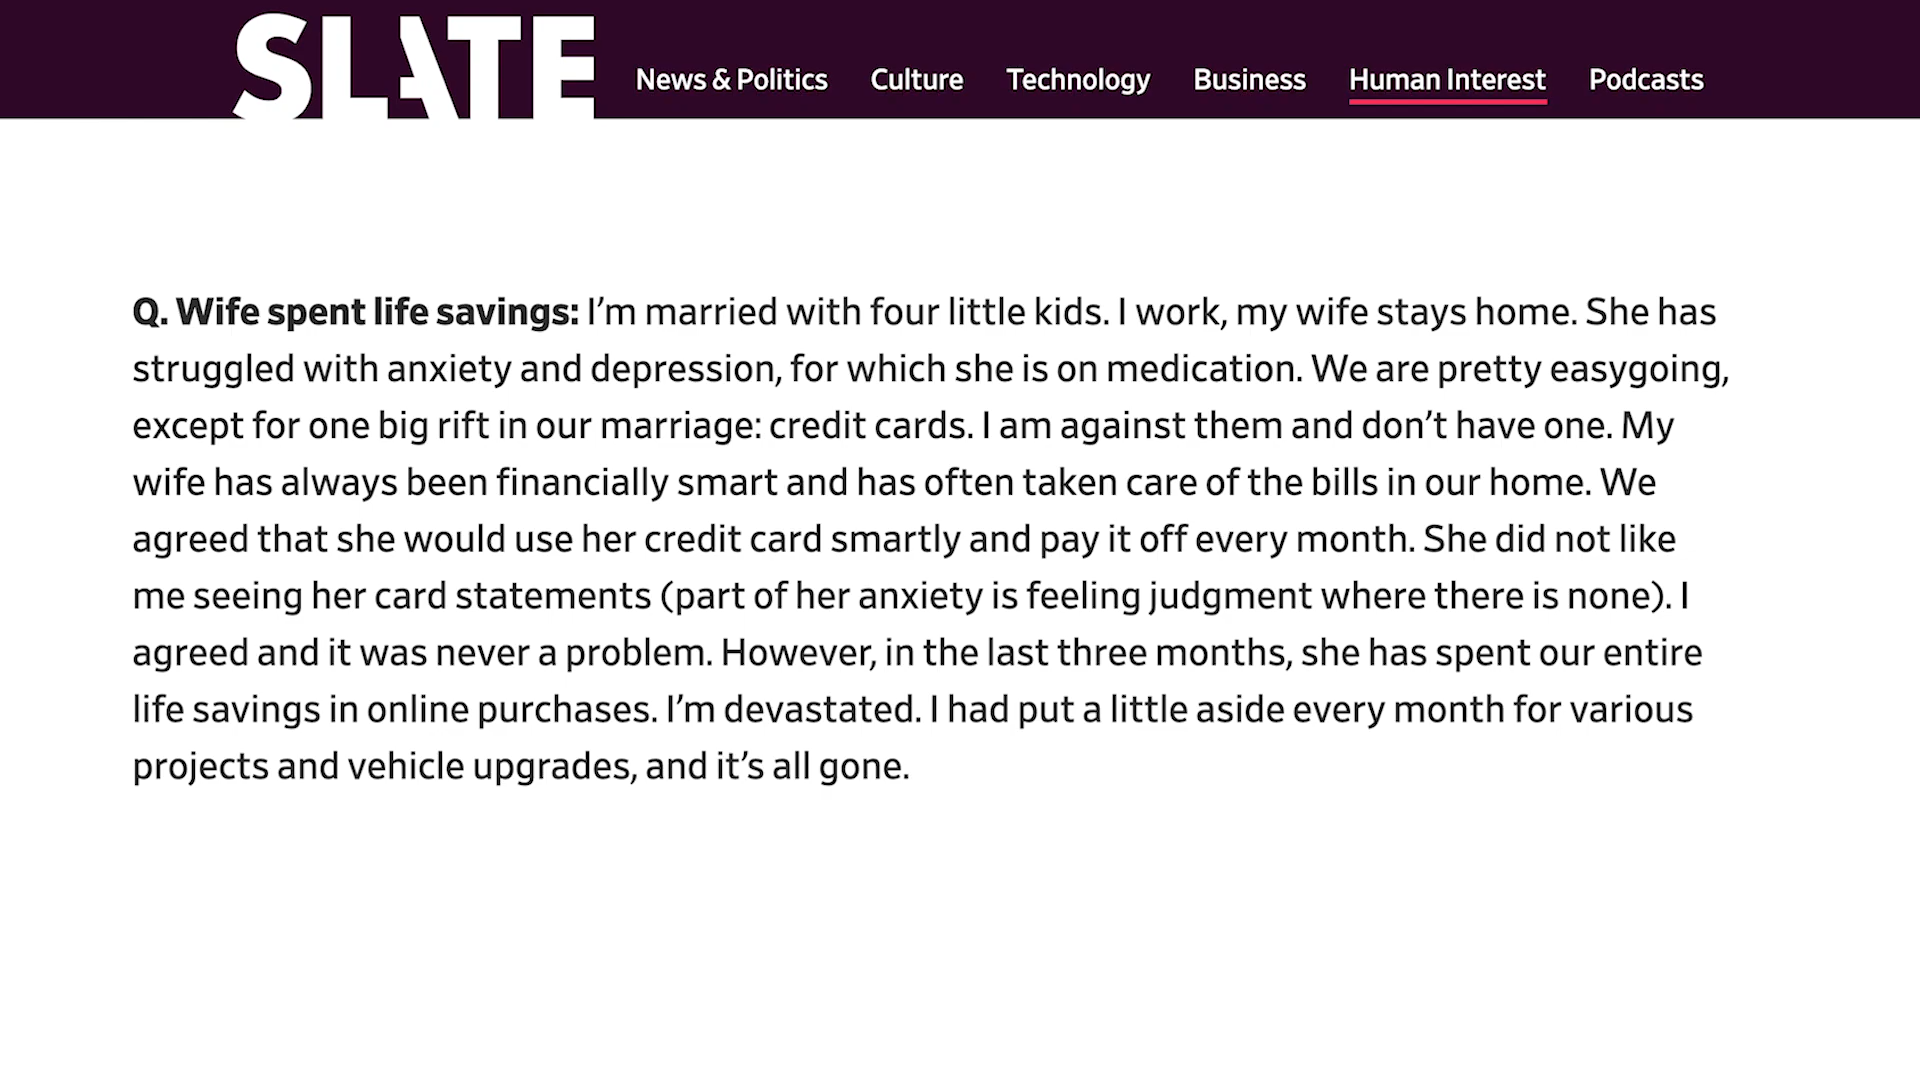 SLATE
News & Politics Culture Technology Business Human Interest Podcasts
Q. Wife spent life savings: I’m married with four little kids. I work, my wife stays home. She has
struggled with anxiety and depression, for which she is on medication. We are pretty easygoing,
except for one big rift in our marriage: credit cards. I am against them and don’t have one. My
wife has always been financially smart and has often taken care of the bills in our home. We
agreed that she would use her credit card smartly and pay it off every month. She did not like
me seeing her card statements (part of her anxiety is feeling judgment where there is none). I
agreed and it was never a problem. However, in the last three months, she has spent our entire
life savings in online purchases. I’m devastated. I had put a little aside every month for various
projects and vehicle upgrades, and it’s all gone.